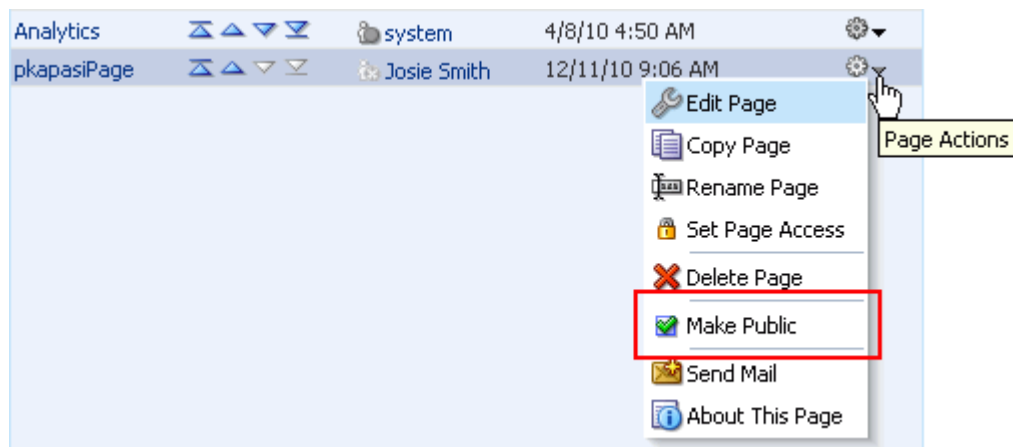 Analytics system 4/8/10 4:50 AM
pkapasiPage Josie Smith 12/11/10 9:06 AM
Edit Page
Page Actions
Copy Page
Rename Page
Set Page Access
Delete Page
Make Public
Send Mail
About This Page